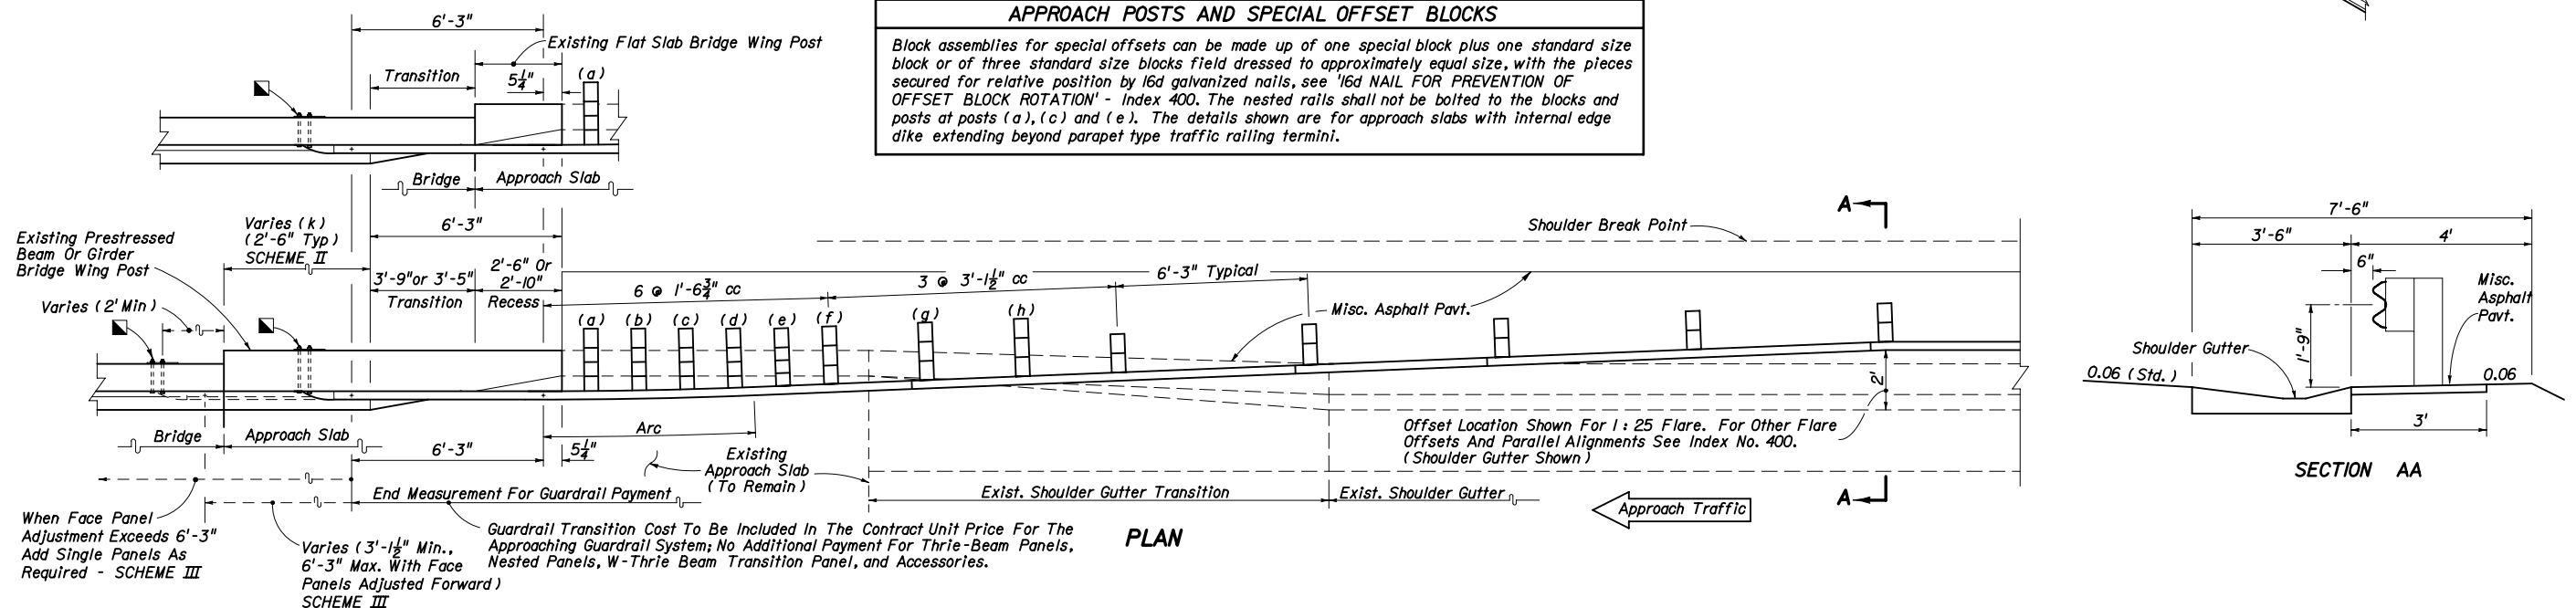 APPROACH POSTS AND SPECIAL OFFSET BLOCKS
Block assemblies for special offsets can be made up of one special block plus one standard size
block or of three standard size blocks field dressed to approximately equal size, with the pieces
secured for relative position by 16d galvanized nails, see '16d NAIL FOR PREVENTION OF
OFFSET BLOCK ROTATION' - Index 400. The nested rails shall not be bolted to the blocks and
posts at posts (a), (c) and (e). The details shown are for approach slabs with internal edge
dike extending beyond parapet type traffic railing termini.
6'-3"
Existing Flat Slab Bridge Wing Post
Transition
5 1/4"
(a)
Bridge
Approach Slab
Existing Prestressed
Beam Or Girder
Bridge Wing Post
Varies (k)
(2'-6" Typ)
SCHEME II
6'-3"
3'-9" or 3'-5"
Transition
2'-6" Or
2'-10"
Recess
Varies (2' Min)
6 @ 1'-6 3/4" cc
3 @ 3'-1 1/2" cc
6'-3" Typical
Shoulder Break Point
Misc. Asphalt Pavt.
(a)
(b)
(c)
(d)
(e)
(f)
(g)
(h)
A
A
2'
Bridge
Approach Slab
6'-3"
5 1/4"
Arc
Existing
Approach Slab
(To Remain)
Offset Location Shown For 1 : 25 Flare. For Other Flare
Offsets And Parallel Alignments See Index No. 400.
(Shoulder Gutter Shown)
End Measurement For Guardrail Payment
Exist. Shoulder Gutter Transition
Exist. Shoulder Gutter
Approach Traffic
When Face Panel
Adjustment Exceeds 6'-3"
Add Single Panels As
Required - SCHEME III
Varies (3'-1 1/2" Min.,
6'-3" Max. With Face
Panels Adjusted Forward)
SCHEME III
Guardrail Transition Cost To Be Included In The Contract Unit Price For The
Approaching Guardrail System; No Additional Payment For Thrie-Beam Panels,
Nested Panels, W-Thrie Beam Transition Panel, and Accessories.
PLAN
7'-6"
3'-6"
4'
6"
Misc.
Asphalt
Pavt.
1'-9"
Shoulder Gutter
0.06 (Std.)
0.06
3'
SECTION AA